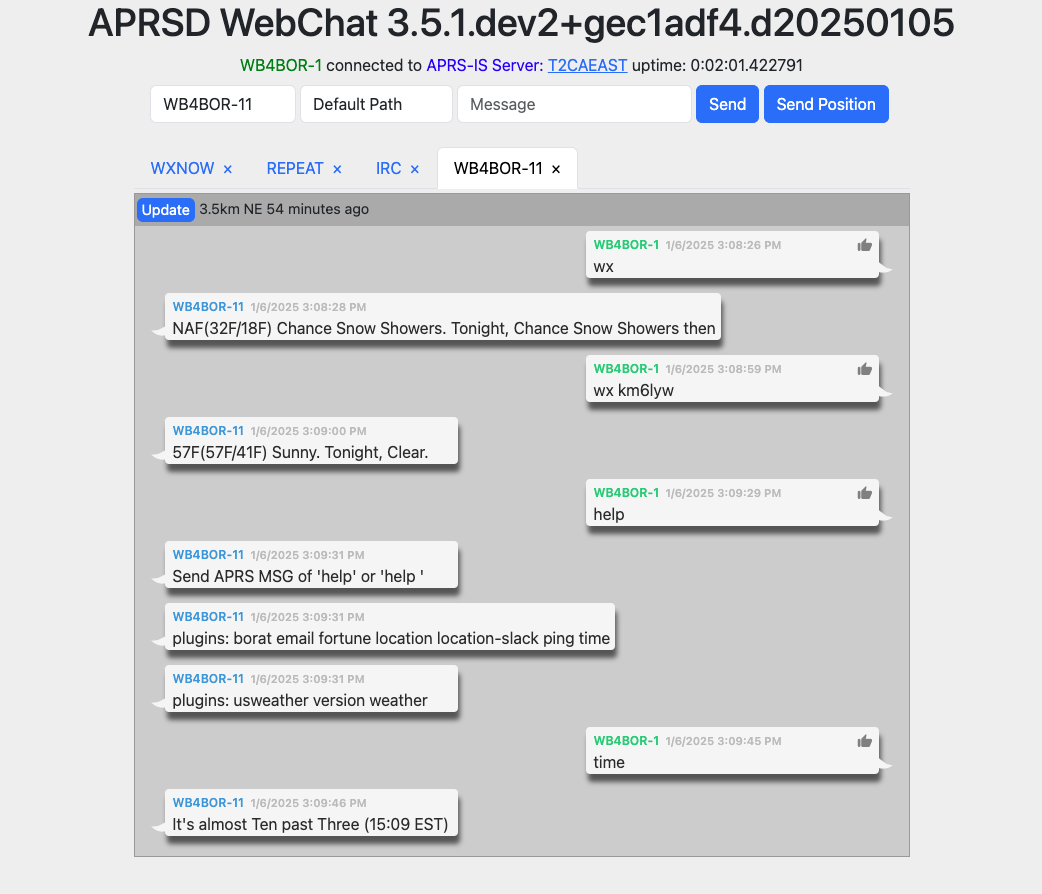 APRSD WebChat 3.5.1.dev2+gec1adf4.d20250105
WB4BOR-1 connected to APRS-IS Server: T2CAEAST uptime: 0:02:01.422791
WB4BOR-11 Default Path Message Send Send Position
WXNOW × REPEAT × IRC × WB4BOR-11 ×
Update 3.5km NE 54 minutes ago
WB4BOR-1 1/6/2025 3:08:26 PM
wx
WB4BOR-11 1/6/2025 3:08:28 PM
NAF(32F/18F) Chance Snow Showers. Tonight, Chance Snow Showers then
WB4BOR-1 1/6/2025 3:08:59 PM
wx km6lyw
WB4BOR-11 1/6/2025 3:09:00 PM
57F(57F/41F) Sunny. Tonight, Clear.
WB4BOR-1 1/6/2025 3:09:29 PM
help
WB4BOR-11 1/6/2025 3:09:31 PM
Send APRS MSG of 'help' or 'help '
WB4BOR-11 1/6/2025 3:09:31 PM
plugins: borat email fortune location location-slack ping time
WB4BOR-11 1/6/2025 3:09:31 PM
plugins: usweather version weather
WB4BOR-1 1/6/2025 3:09:45 PM
time
WB4BOR-11 1/6/2025 3:09:46 PM
It's almost Ten past Three (15:09 EST)